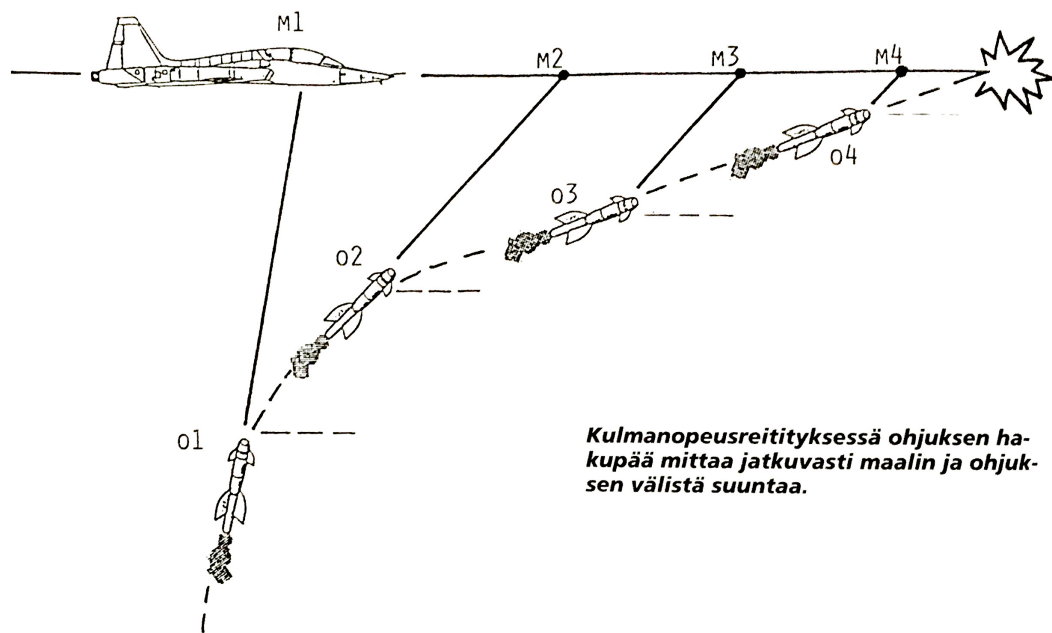 M1
M2
M3
M4
O4
O3
O2
O1
Kulmanopeusreitityksessä ohjuksen ha-
kupää mittaa jatkuvasti maalin ja ohjuk-
sen välistä suuntaa.